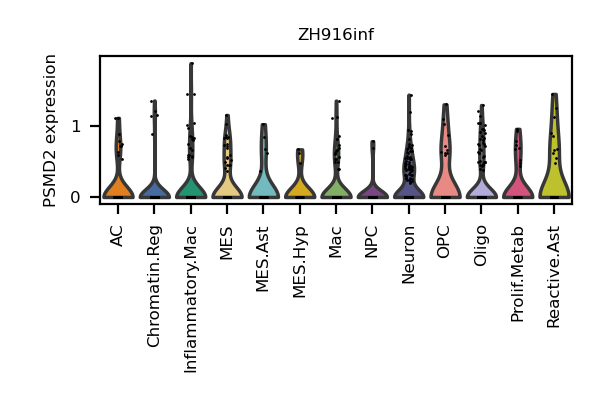 ZH916inf
PSMD2 expression
1
0
AC
Chromatin.Reg
Inflammatory.Mac
MES
MES.Ast
MES.Hyp
Mac
NPC
Neuron
OPC
Oligo
Prolif.Metab
Reactive.Ast